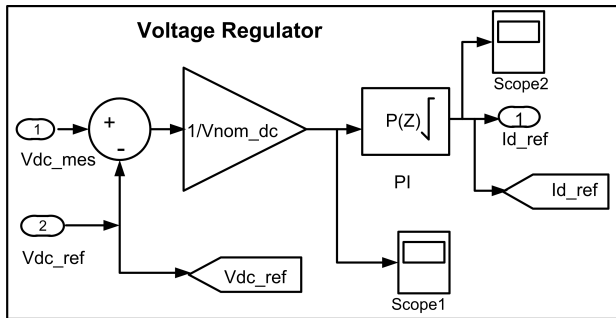 Voltage Regulator
Scope2
+
-
1/Vnom_dc
P(Z)
1
Vdc_mes
1
Id_ref
PI
Id_ref
2
Vdc_ref
Vdc_ref
Scope1